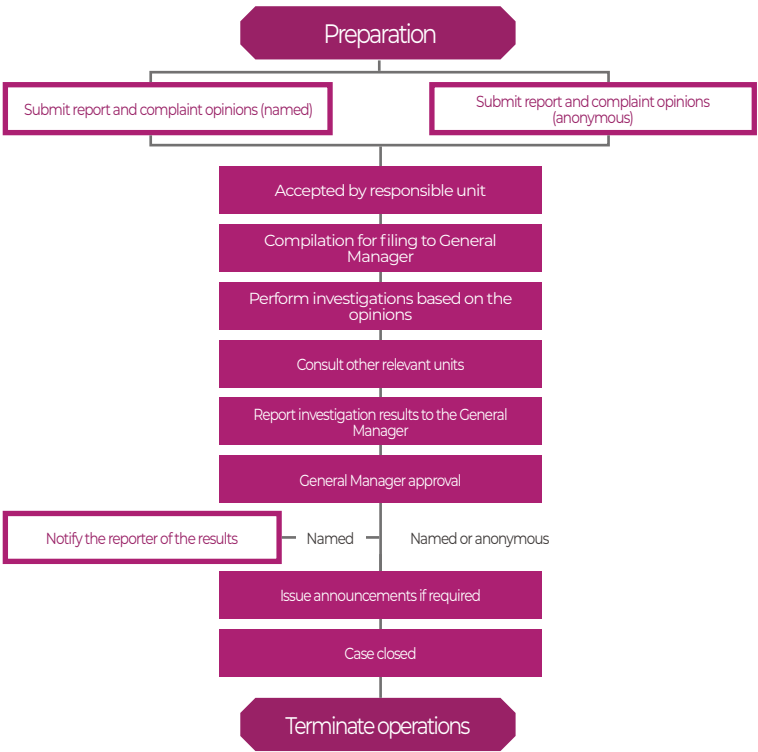 Preparation
Submit report and complaint opinions (named)
Submit report and complaint opinions
(anonymous)
Accepted by responsible unit
Compilation for filing to General
Manager
Perform investigations based on the
opinions
Consult other relevant units
Report investigation results to the General
Manager
General Manager approval
Notify the reporter of the results
Named
Named or anonymous
Issue announcements if required
Case closed
Terminate operations